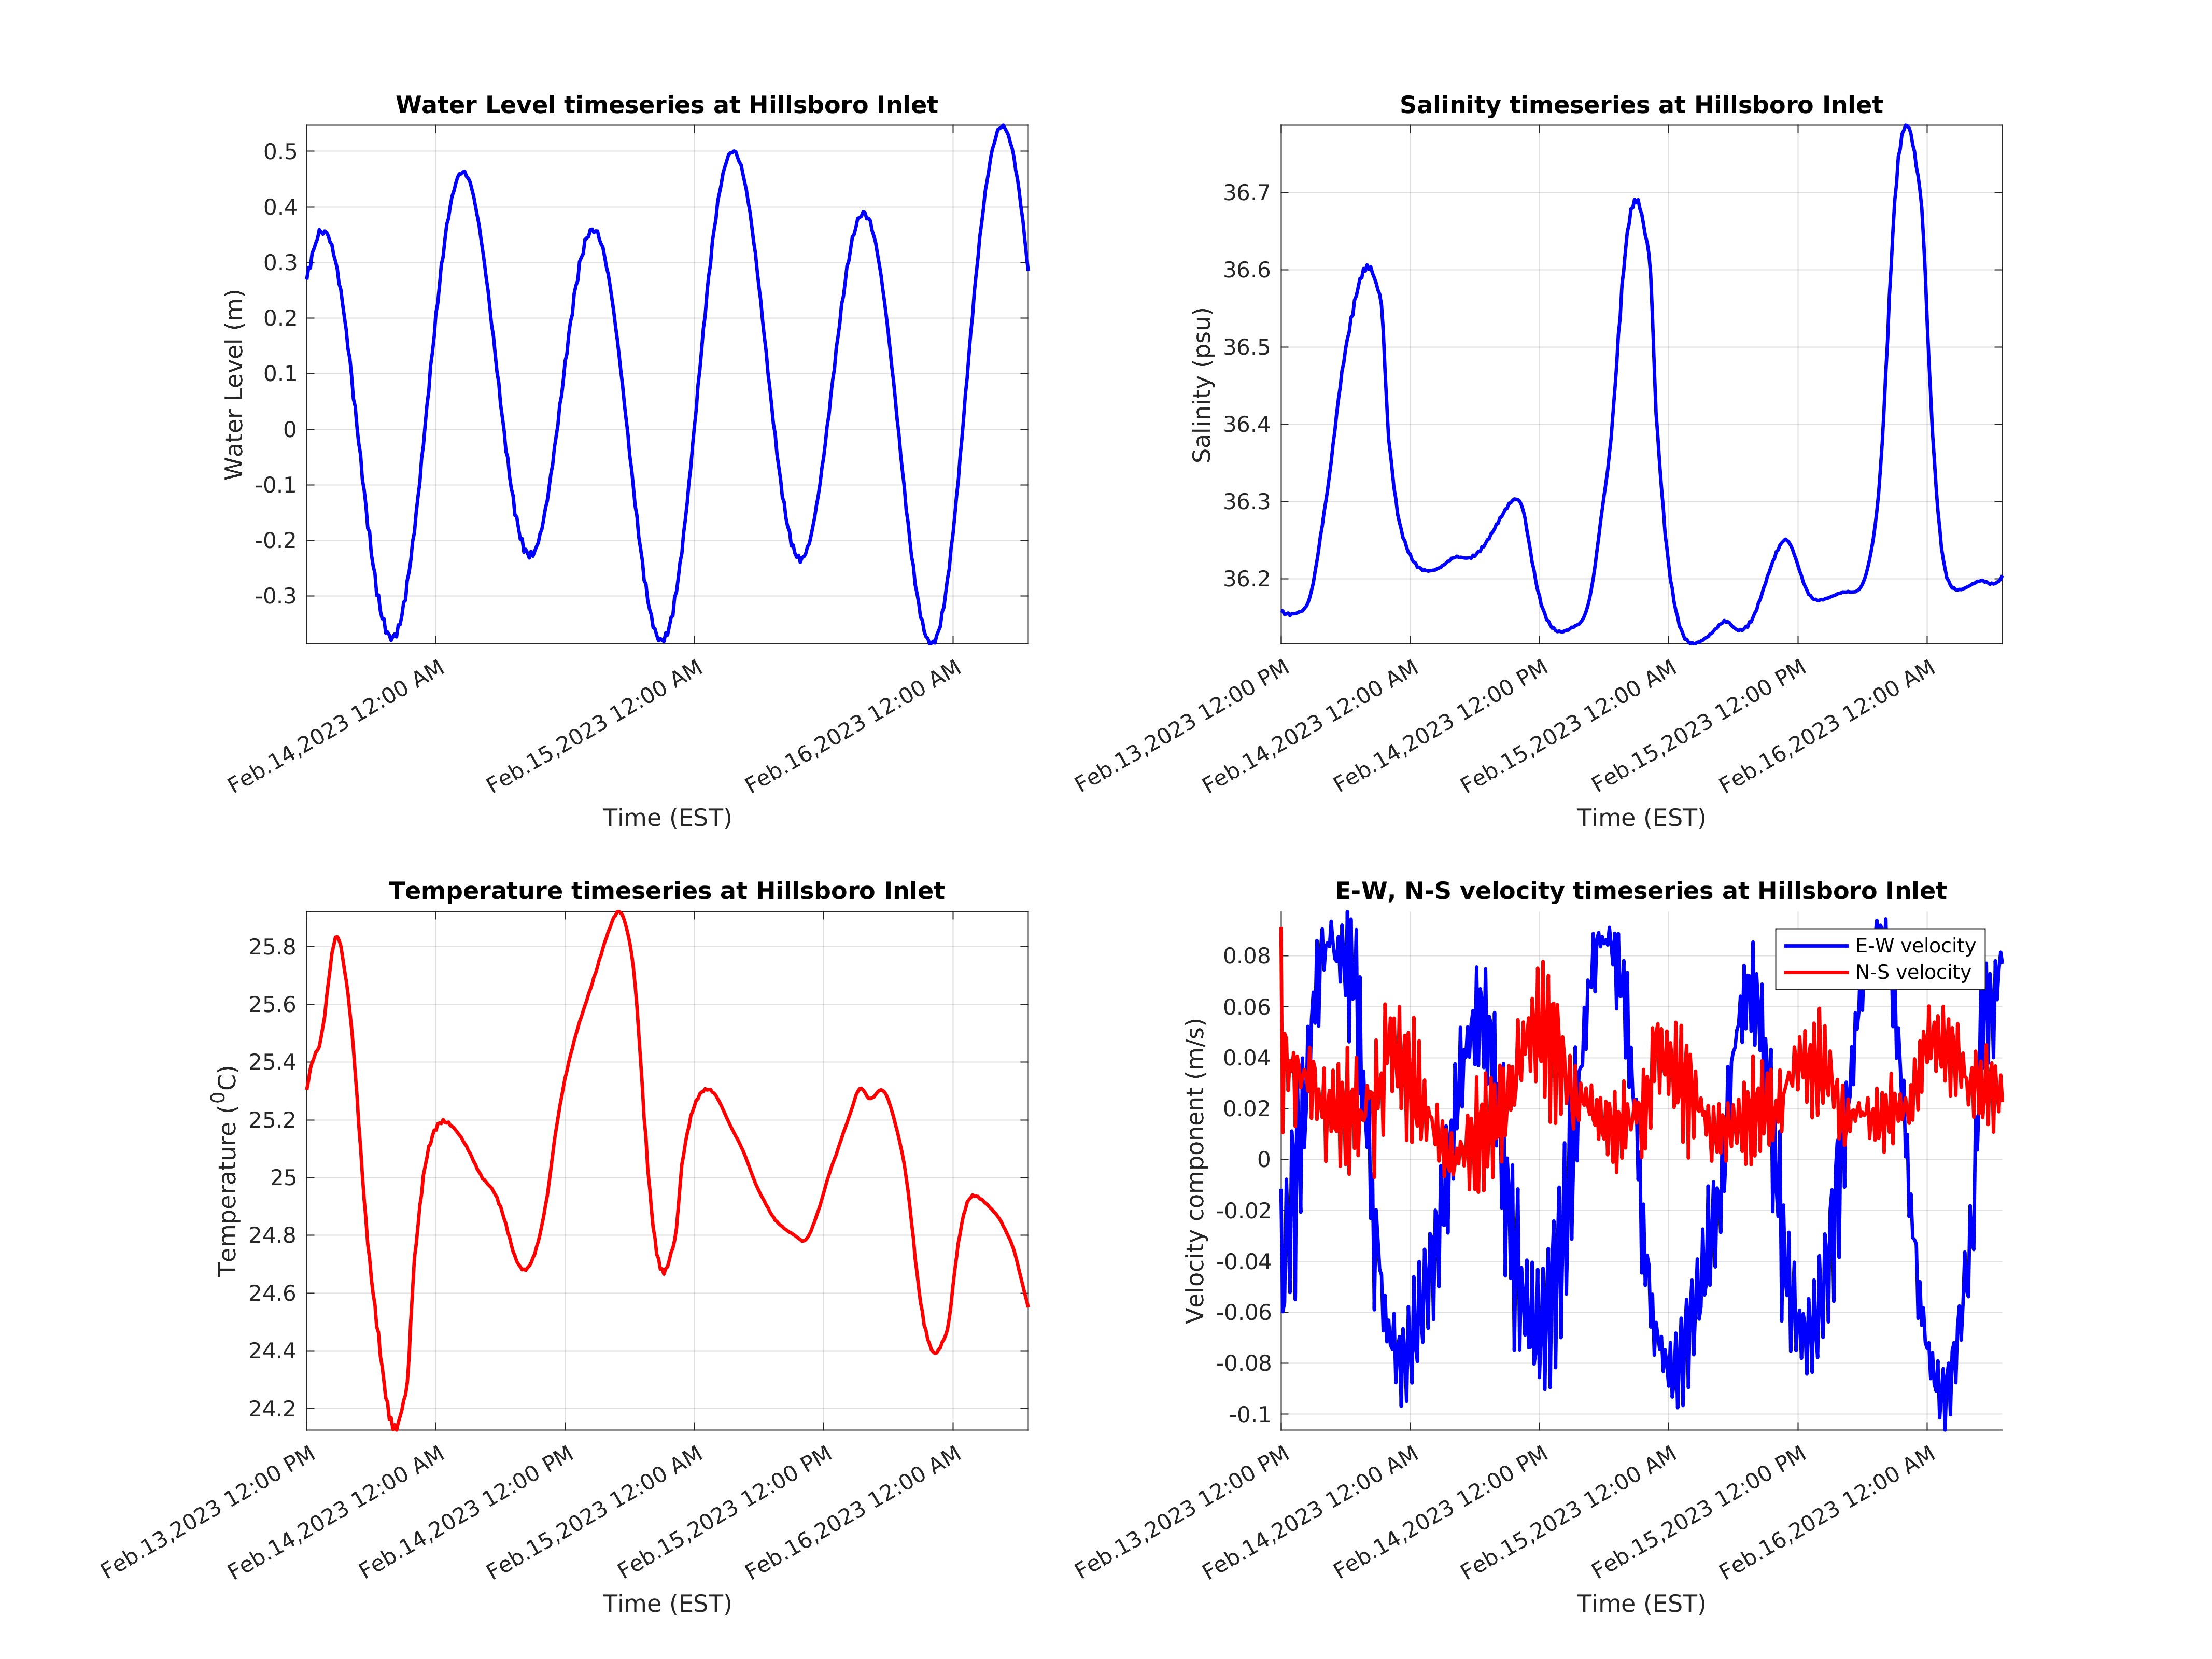 Water Level timeseries at Hillsboro Inlet
0.5
0.4
0.3
0.2
0.1
0
-0.1
-0.2
-0.3
Water Level (m)
Feb.14,2023 12:00 AM
Feb.15,2023 12:00 AM
Feb.16,2023 12:00 AM
Time (EST)
Salinity timeseries at Hillsboro Inlet
36.7
36.6
36.5
36.4
36.3
36.2
Salinity (psu)
Feb.13,2023 12:00 PM
Feb.14,2023 12:00 AM
Feb.14,2023 12:00 PM
Feb.15,2023 12:00 AM
Feb.15,2023 12:00 PM
Feb.16,2023 12:00 AM
Time (EST)
Temperature timeseries at Hillsboro Inlet
25.8
25.6
25.4
25.2
25
24.8
24.6
24.4
24.2
Temperature (⁰C)
Feb.13,2023 12:00 PM
Feb.14,2023 12:00 AM
Feb.14,2023 12:00 PM
Feb.15,2023 12:00 AM
Feb.15,2023 12:00 PM
Feb.16,2023 12:00 AM
Time (EST)
E-W, N-S velocity timeseries at Hillsboro Inlet
E-W velocity
N-S velocity
0.08
0.06
0.04
0.02
0
-0.02
-0.04
-0.06
-0.08
-0.1
Velocity component (m/s)
Feb.13,2023 12:00 PM
Feb.14,2023 12:00 AM
Feb.14,2023 12:00 PM
Feb.15,2023 12:00 AM
Feb.15,2023 12:00 PM
Feb.16,2023 12:00 AM
Time (EST)